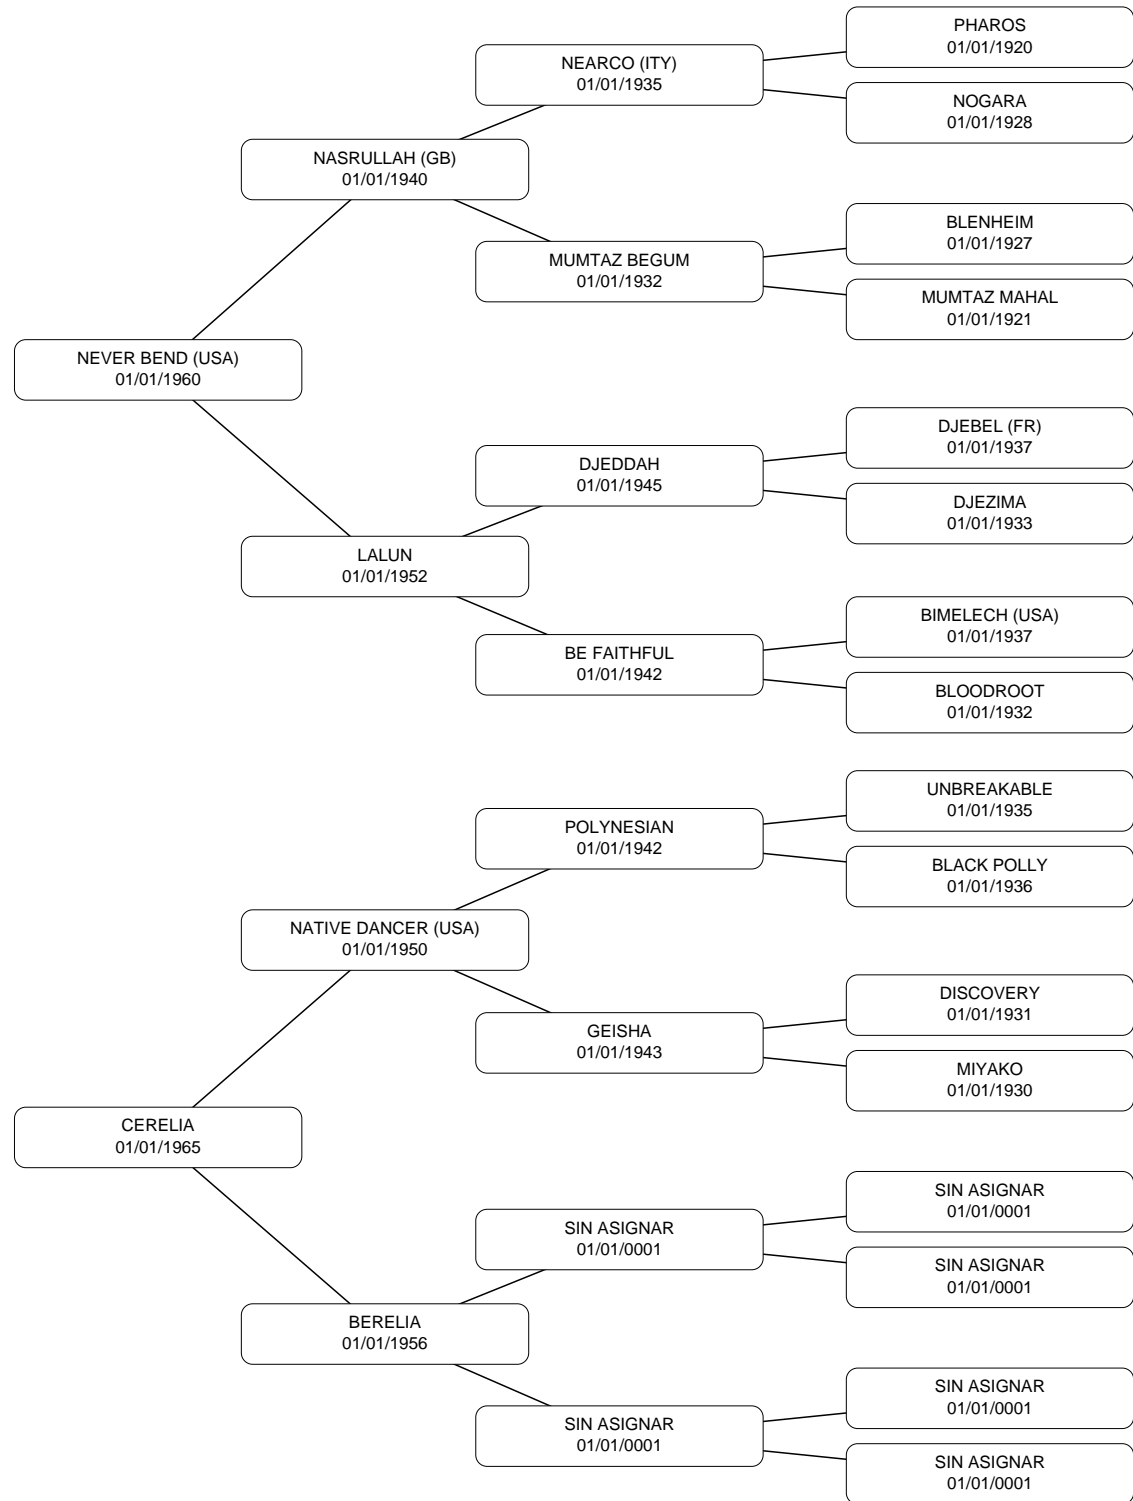 PHAROS
01/01/1920
NEARCO (ITY)
01/01/1935
NOGARA
01/01/1928
NASRULLAH (GB)
01/01/1940
BLENHEIM
01/01/1927
MUMTAZ BEGUM
01/01/1932
MUMTAZ MAHAL
01/01/1921
NEVER BEND (USA)
01/01/1960
DJEBEL (FR)
01/01/1937
DJEDDAH
01/01/1945
DJEZIMA
01/01/1933
LALUN
01/01/1952
BIMELECH (USA)
01/01/1937
BE FAITHFUL
01/01/1942
BLOODROOT
01/01/1932
UNBREAKABLE
01/01/1935
POLYNESIAN
01/01/1942
BLACK POLLY
01/01/1936
NATIVE DANCER (USA)
01/01/1950
DISCOVERY
01/01/1931
GEISHA
01/01/1943
MIYAKO
01/01/1930
CERELIA
01/01/1965
SIN ASIGNAR
01/01/0001
SIN ASIGNAR
01/01/0001
SIN ASIGNAR
01/01/0001
BERELIA
01/01/1956
SIN ASIGNAR
01/01/0001
SIN ASIGNAR
01/01/0001
SIN ASIGNAR
01/01/0001